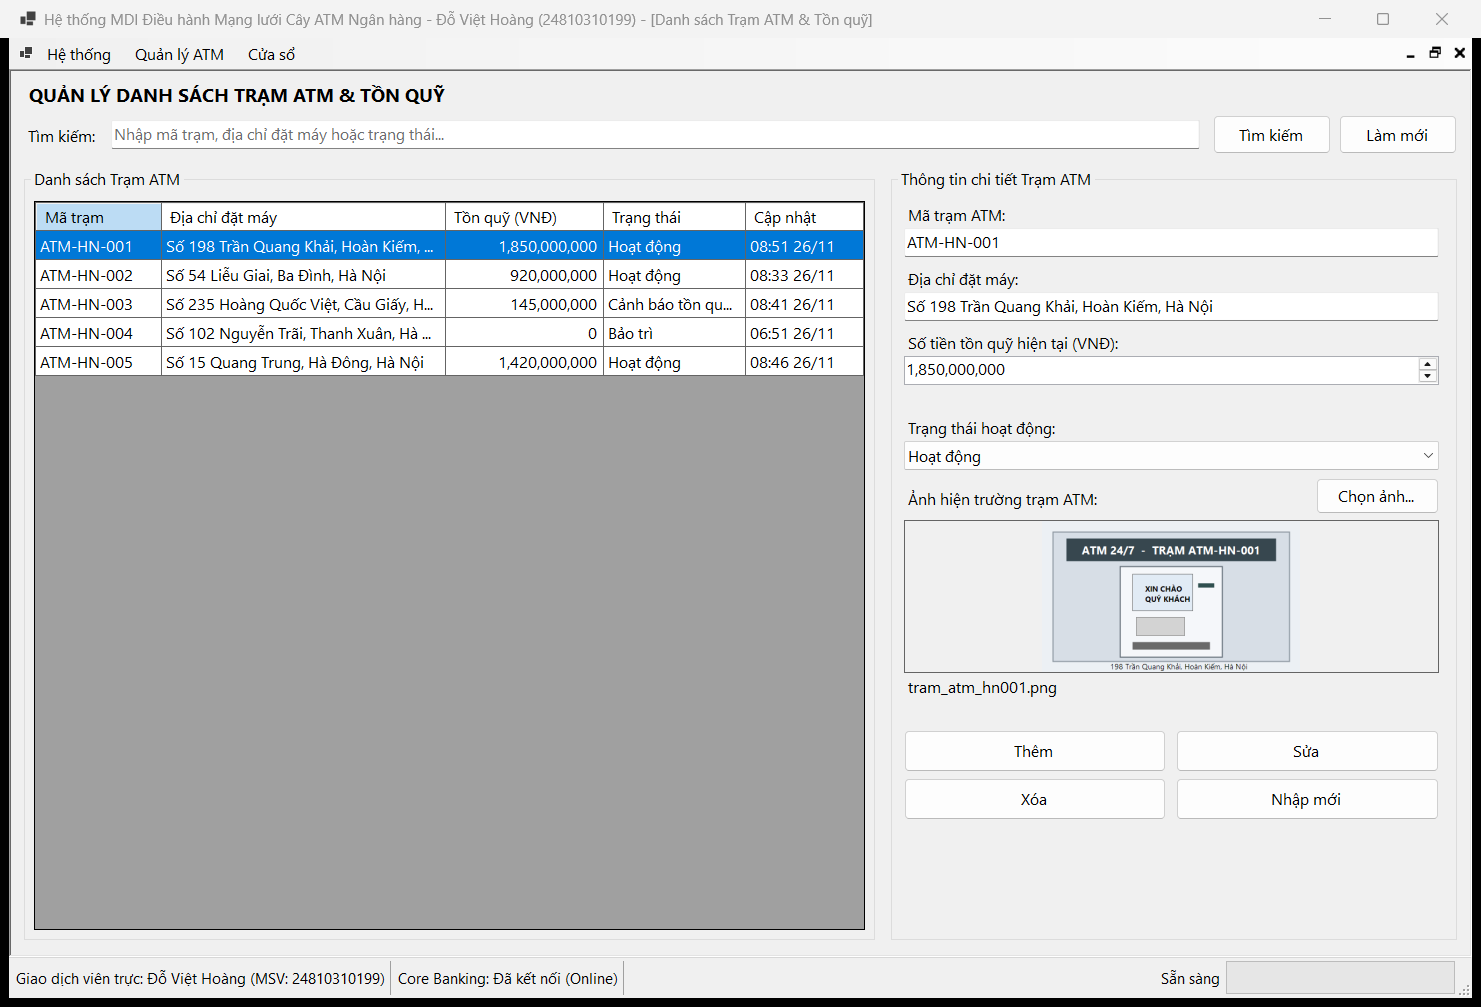 Hệ thống MDI Điều hành Mạng lưới Cây ATM Ngân hàng - Đỗ Việt Hoàng (24810310199) - [Danh sách Trạm ATM & Tồn quỹ]
Hệ thống Quản lý ATM Cửa sổ
QUẢN LÝ DANH SÁCH TRẠM ATM & TỒN QUỸ
Tìm kiếm: Nhập mã trạm, địa chỉ đặt máy hoặc trạng thái... Tìm kiếm Làm mới
Danh sách Trạm ATM
Mã trạm Địa chỉ đặt máy Tồn quỹ (VNĐ) Trạng thái Cập nhật
ATM-HN-001 Số 198 Trần Quang Khải, Hoàn Kiếm, ... 1,850,000,000 Hoạt động 08:51 26/11
ATM-HN-002 Số 54 Liễu Giai, Ba Đình, Hà Nội 920,000,000 Hoạt động 08:33 26/11
ATM-HN-003 Số 235 Hoàng Quốc Việt, Cầu Giấy, H... 145,000,000 Cảnh báo tồn qu... 08:41 26/11
ATM-HN-004 Số 102 Nguyễn Trãi, Thanh Xuân, Hà ... 0 Bảo trì 06:51 26/11
ATM-HN-005 Số 15 Quang Trung, Hà Đông, Hà Nội 1,420,000,000 Hoạt động 08:46 26/11
Thông tin chi tiết Trạm ATM
Mã trạm ATM:
ATM-HN-001
Địa chỉ đặt máy:
Số 198 Trần Quang Khải, Hoàn Kiếm, Hà Nội
Số tiền tồn quỹ hiện tại (VNĐ):
1,850,000,000
Trạng thái hoạt động:
Hoạt động
Ảnh hiện trường trạm ATM: Chọn ảnh...
ATM 24/7 - TRẠM ATM-HN-001
XIN CHÀO
QUÝ KHÁCH
198 Trần Quang Khải, Hoàn Kiếm, Hà Nội
tram_atm_hn001.png
Thêm Sửa
Xóa Nhập mới
Giao dịch viên trực: Đỗ Việt Hoàng (MSV: 24810310199) Core Banking: Đã kết nối (Online) Sẵn sàng